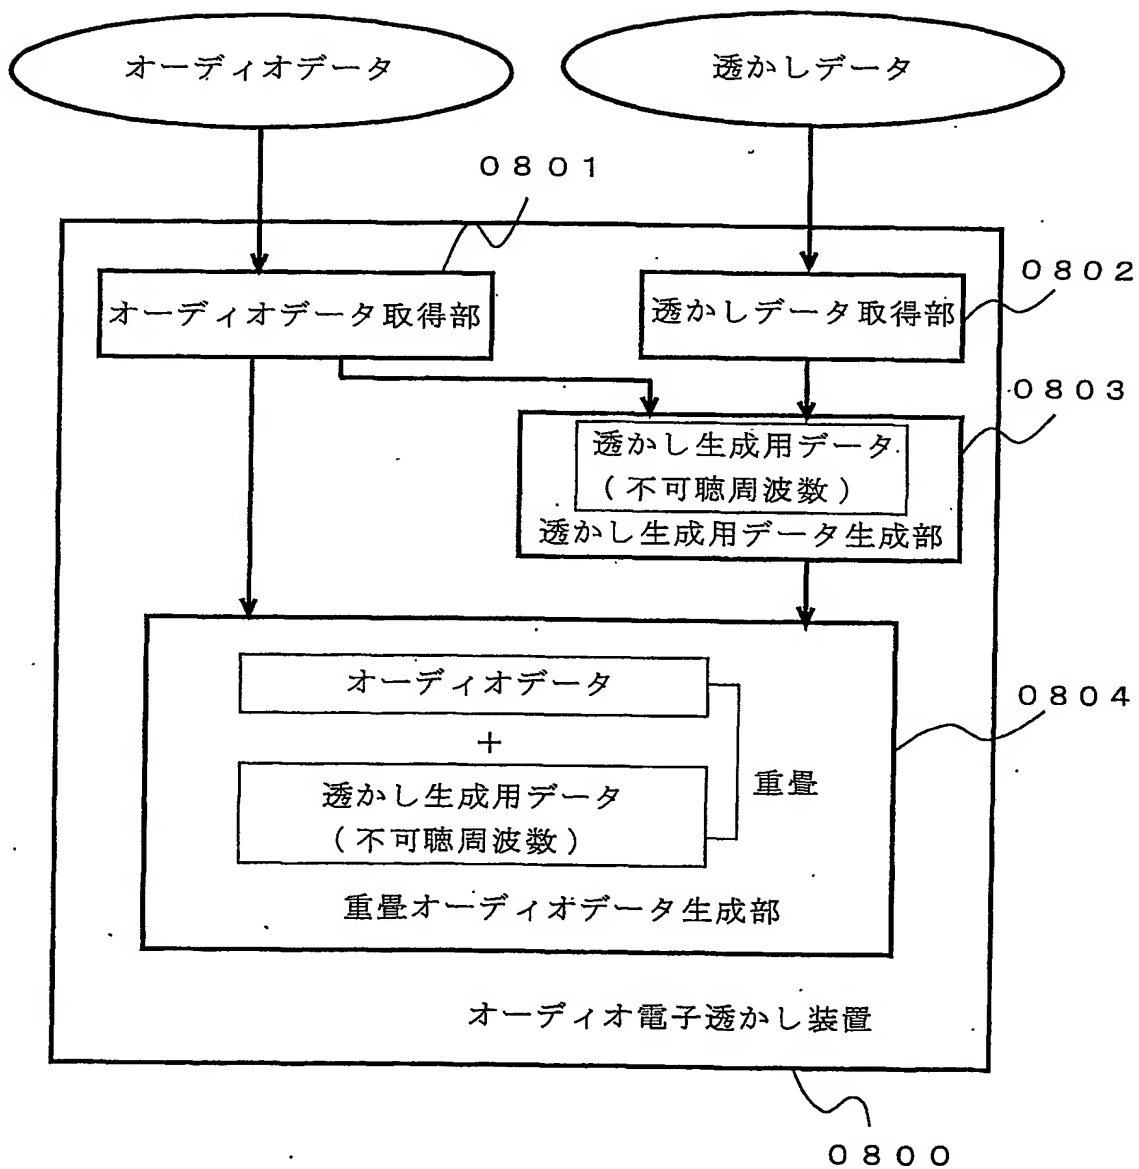 オーディオデータ
透かしデータ
0801
0802
オーディオデータ取得部
透かしデータ取得部
0803
透かし生成用データ
(不可聴周波数)
透かし生成用データ生成部
オーディオデータ
0804
+
重畳
透かし生成用データ
(不可聴周波数)
重畳オーディオデータ生成部
オーディオ電子透かし装置
0800